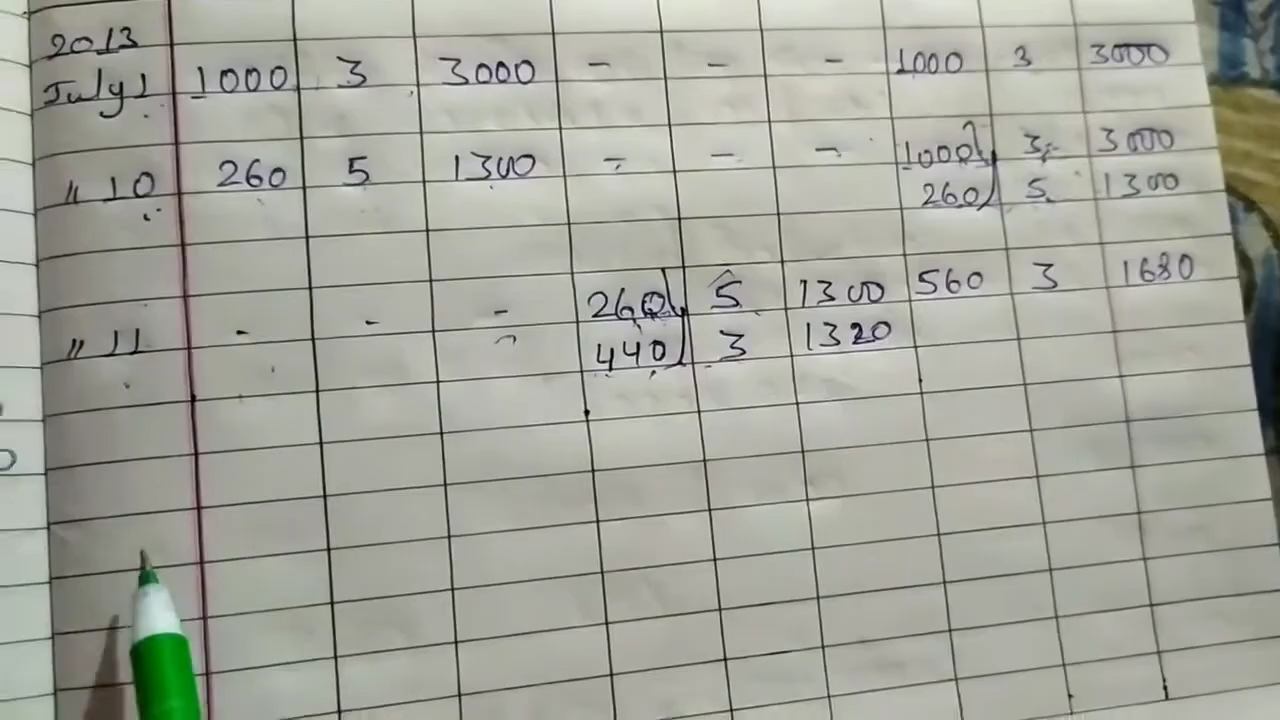 2013
July 1 1000 3 3000 - - - 1000 3 3000
" 10 260 5 1300 - - - 1000 3 3000
260 5 1300
" 11 - - - 260 5 1300 560 3 1680
440 3 1320